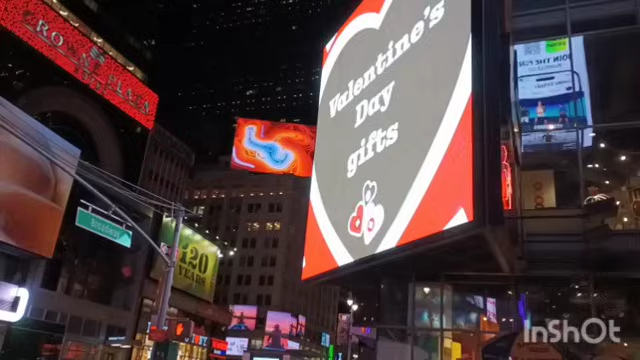 CROWNE PLAZA
Valentine's
Day
gifts
JOIN THE FUN
Broadway
120
YEARS
InShOt